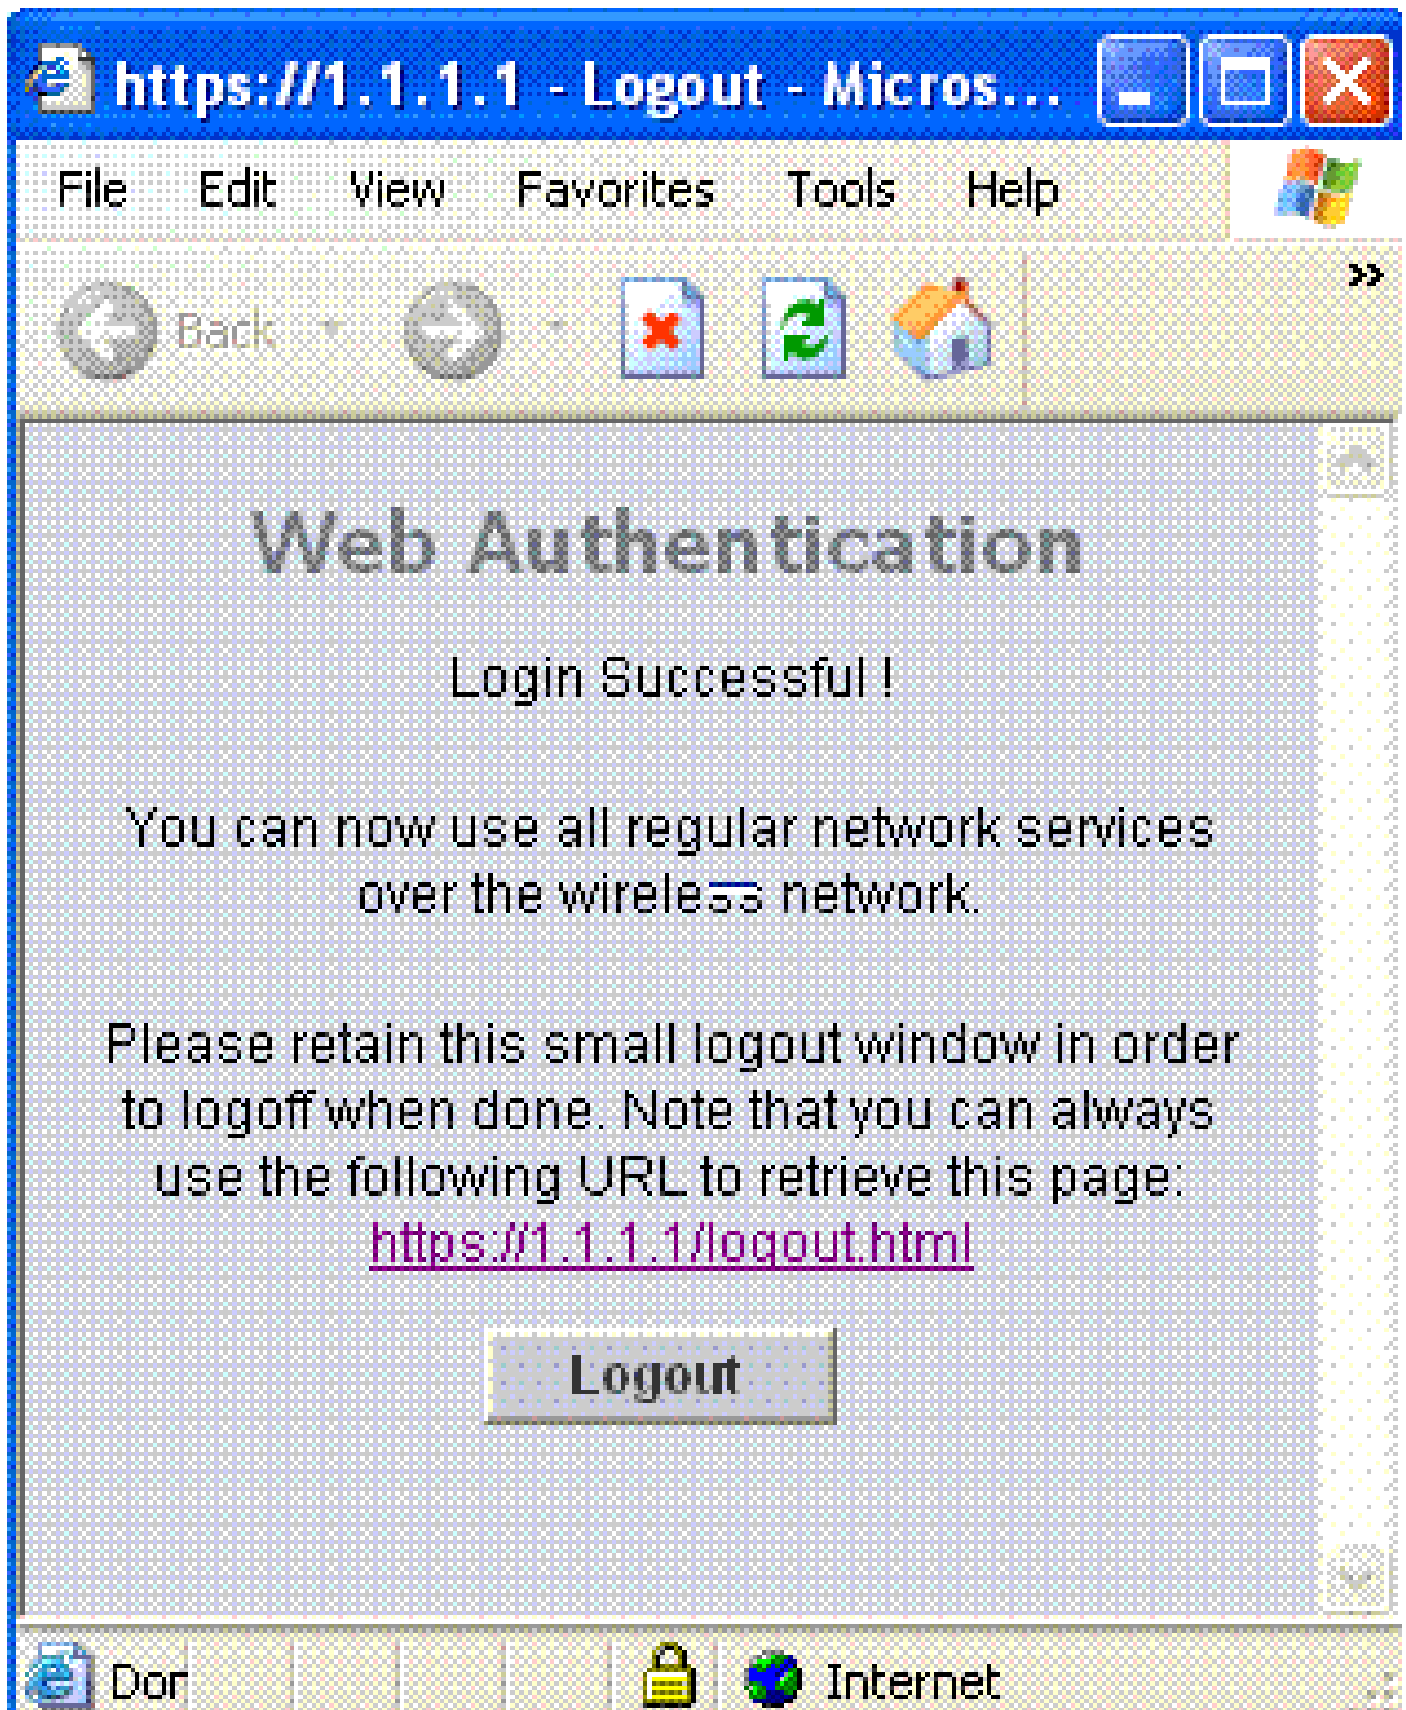 https://1.1.1.1 - Logout - Micros...
File Edit View Favorites Tools Help
Back »
Web Authentication
Login Successful !
You can now use all regular network services
over the wireless network.
Please retain this small logout window in order
to logoff when done. Note that you can always
use the following URL to retrieve this page:
https://1.1.1.1/logout.html
Logout
Dor Internet